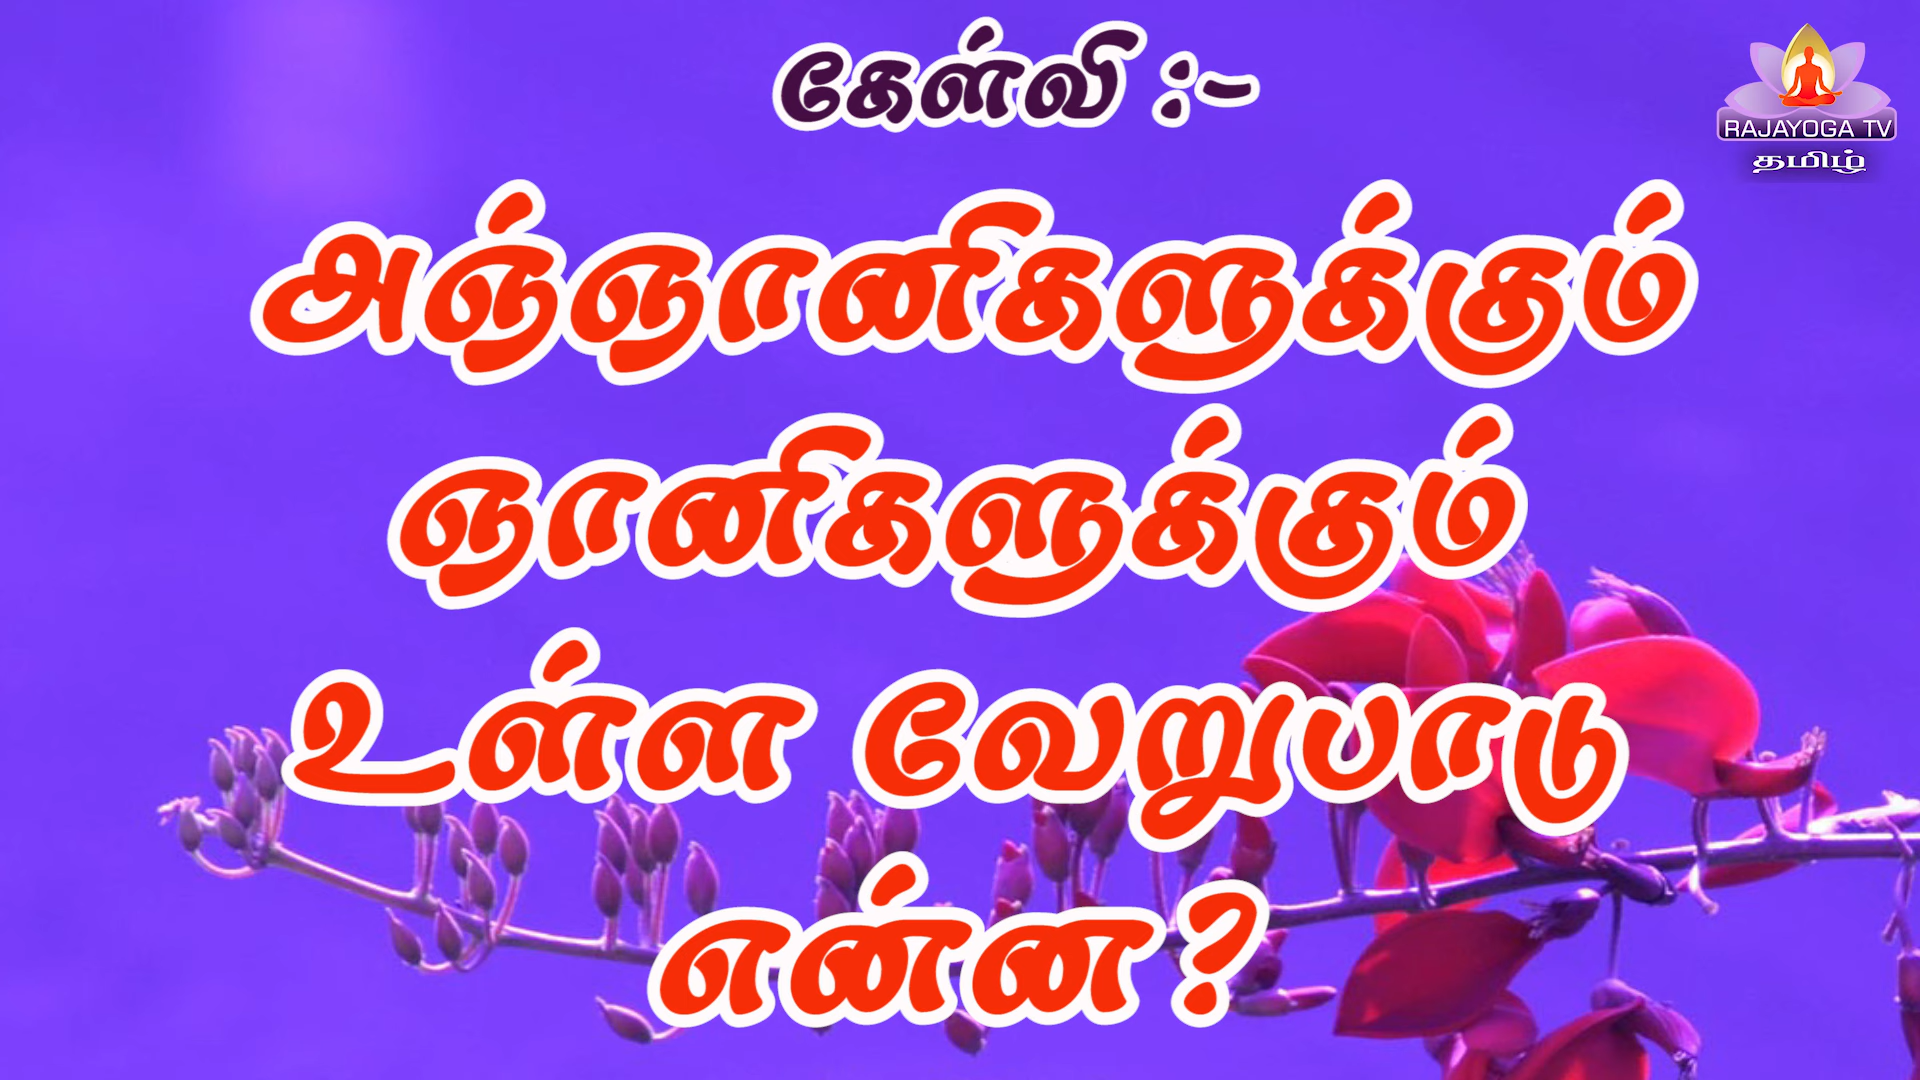 கேள்வி :-
RAJAYOGA TV
தமிழ்
அஞ்ஞானிகளுக்கும்
ஞானிகளுக்கும்
உள்ள வேறுபாடு
என்ன?